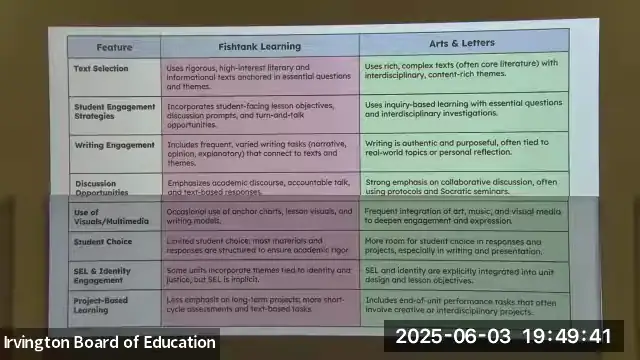 Feature Fishtank Learning Arts & Letters
Text Selection
Uses rigorous, high-interest literary and
informational texts anchored in essential questions
and themes.
Uses rich, complex texts (often core literature) with
interdisciplinary, content-rich themes.
Student Engagement
Strategies
Incorporates student-facing lesson objectives,
discussion prompts, and turn-and-talk
opportunities.
Uses inquiry-based learning with essential questions
and interdisciplinary investigations.
Writing Engagement
Includes frequent, varied writing tasks (narrative,
opinion, explanatory) that connect to texts and
themes.
Writing is authentic and purposeful, often tied to
real-world topics or personal reflection.
Discussion
Opportunities
Emphasizes academic discourse, accountable talk,
and text-based responses.
Strong emphasis on collaborative discussion, often
using protocols and Socratic seminars.
Use of
Visuals/Multimedia
Occasional use of anchor charts, lesson visuals, and
writing models.
Frequent integration of art, music, and visual media
to deepen engagement and expression.
Student Choice
Limited student choice; most materials and
responses are structured to ensure academic rigor.
More room for student choice in responses and
projects, especially in writing and presentation.
SEL & Identity
Engagement
Some units incorporate themes tied to identity and
justice, but SEL is implicit.
SEL and identity are explicitly integrated into unit
design and lesson objectives.
Project-Based
Learning
Less emphasis on long-term projects; more short-
cycle assessments and text-based tasks.
Includes end-of-unit performance tasks that often
involve creative or interdisciplinary projects.
Irvington Board of Education
2025-06-03 19:49:41